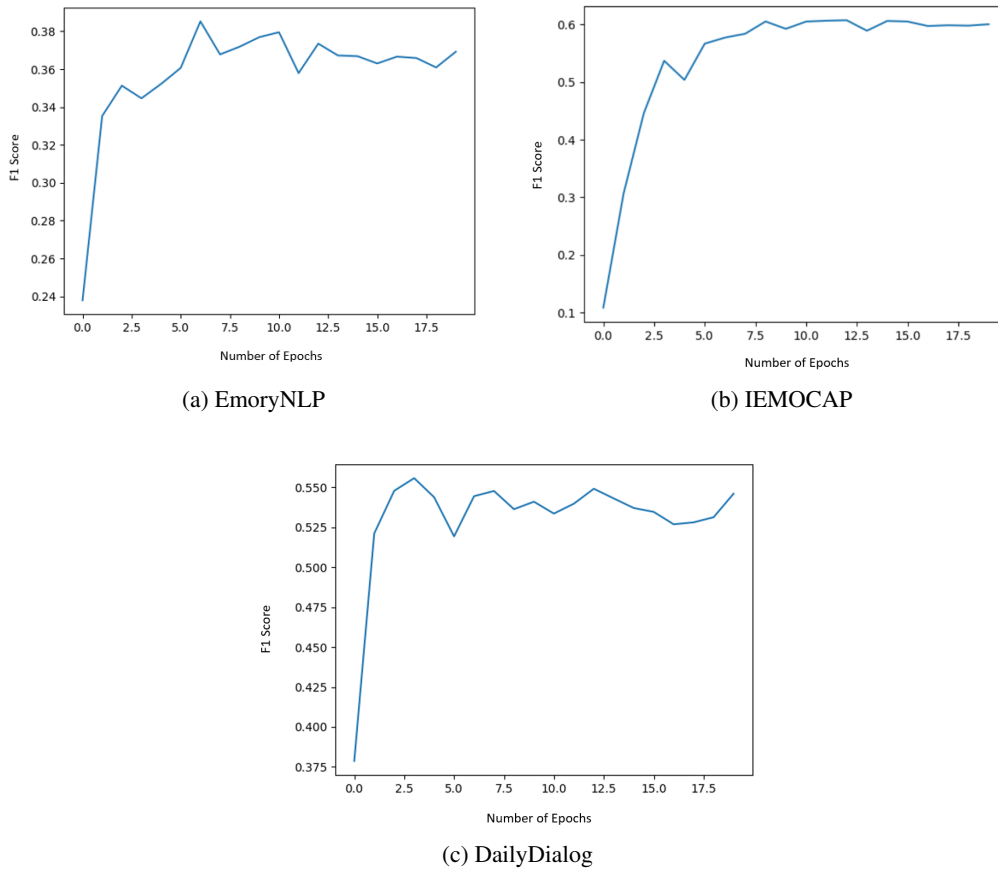 0.38
0.36
0.34
0.32
0.30
0.28
0.26
0.24
F1 Score
0.0 2.5 5.0 7.5 10.0 12.5 15.0 17.5
Number of Epochs
(a) EmoryNLP
0.6
0.5
0.4
0.3
0.2
0.1
F1 Score
0.0 2.5 5.0 7.5 10.0 12.5 15.0 17.5
Number of Epochs
(b) IEMOCAP
0.550
0.525
0.500
0.475
0.450
0.425
0.400
0.375
F1 Score
0.0 2.5 5.0 7.5 10.0 12.5 15.0 17.5
Number of Epochs
(c) DailyDialog